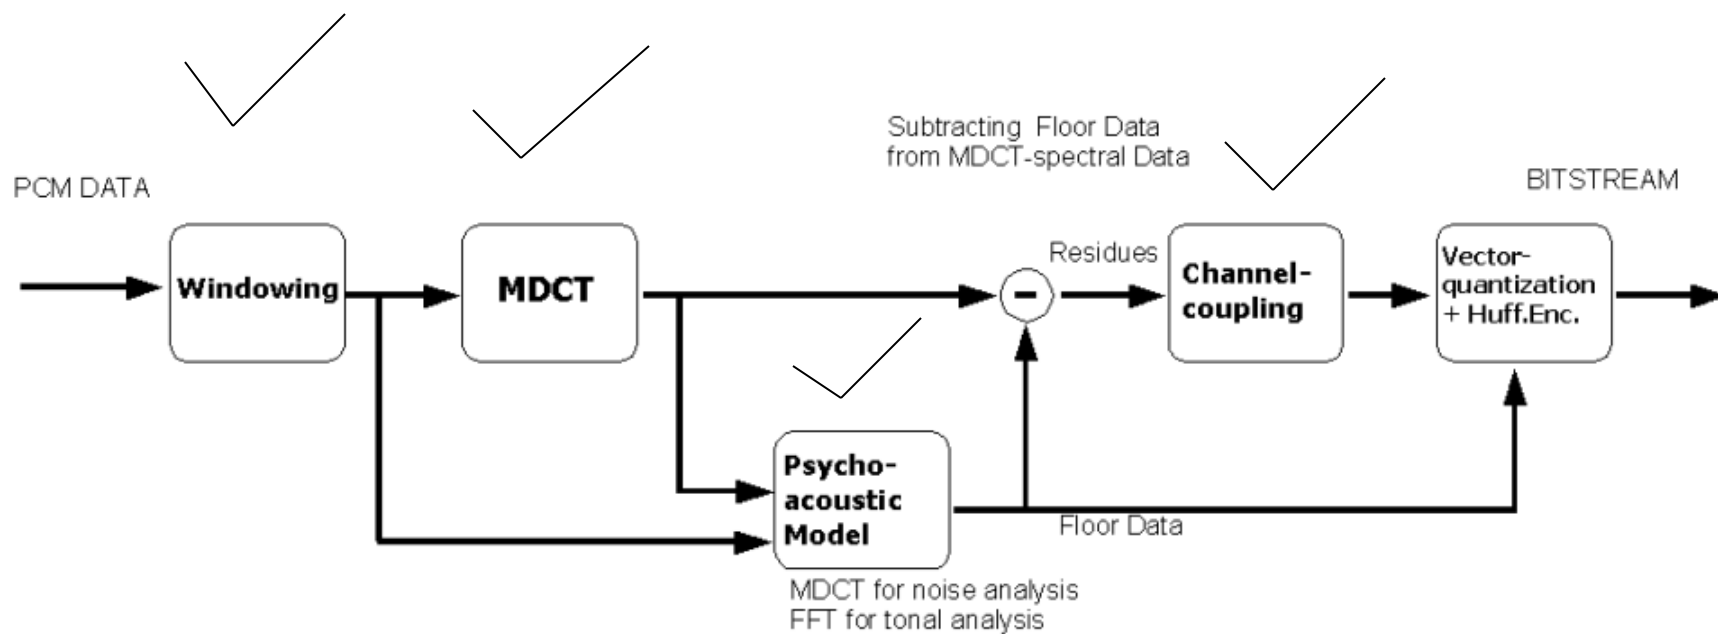 Subtracting Floor Data
from MDCT-spectral Data
PCM DATA
BITSTREAM
Windowing
MDCT
-
Residues
Channel-
coupling
Vector-
quantization
+ Huff.Enc.
Psycho-
acoustic
Model
Floor Data
MDCT for noise analysis
FFT for tonal analysis